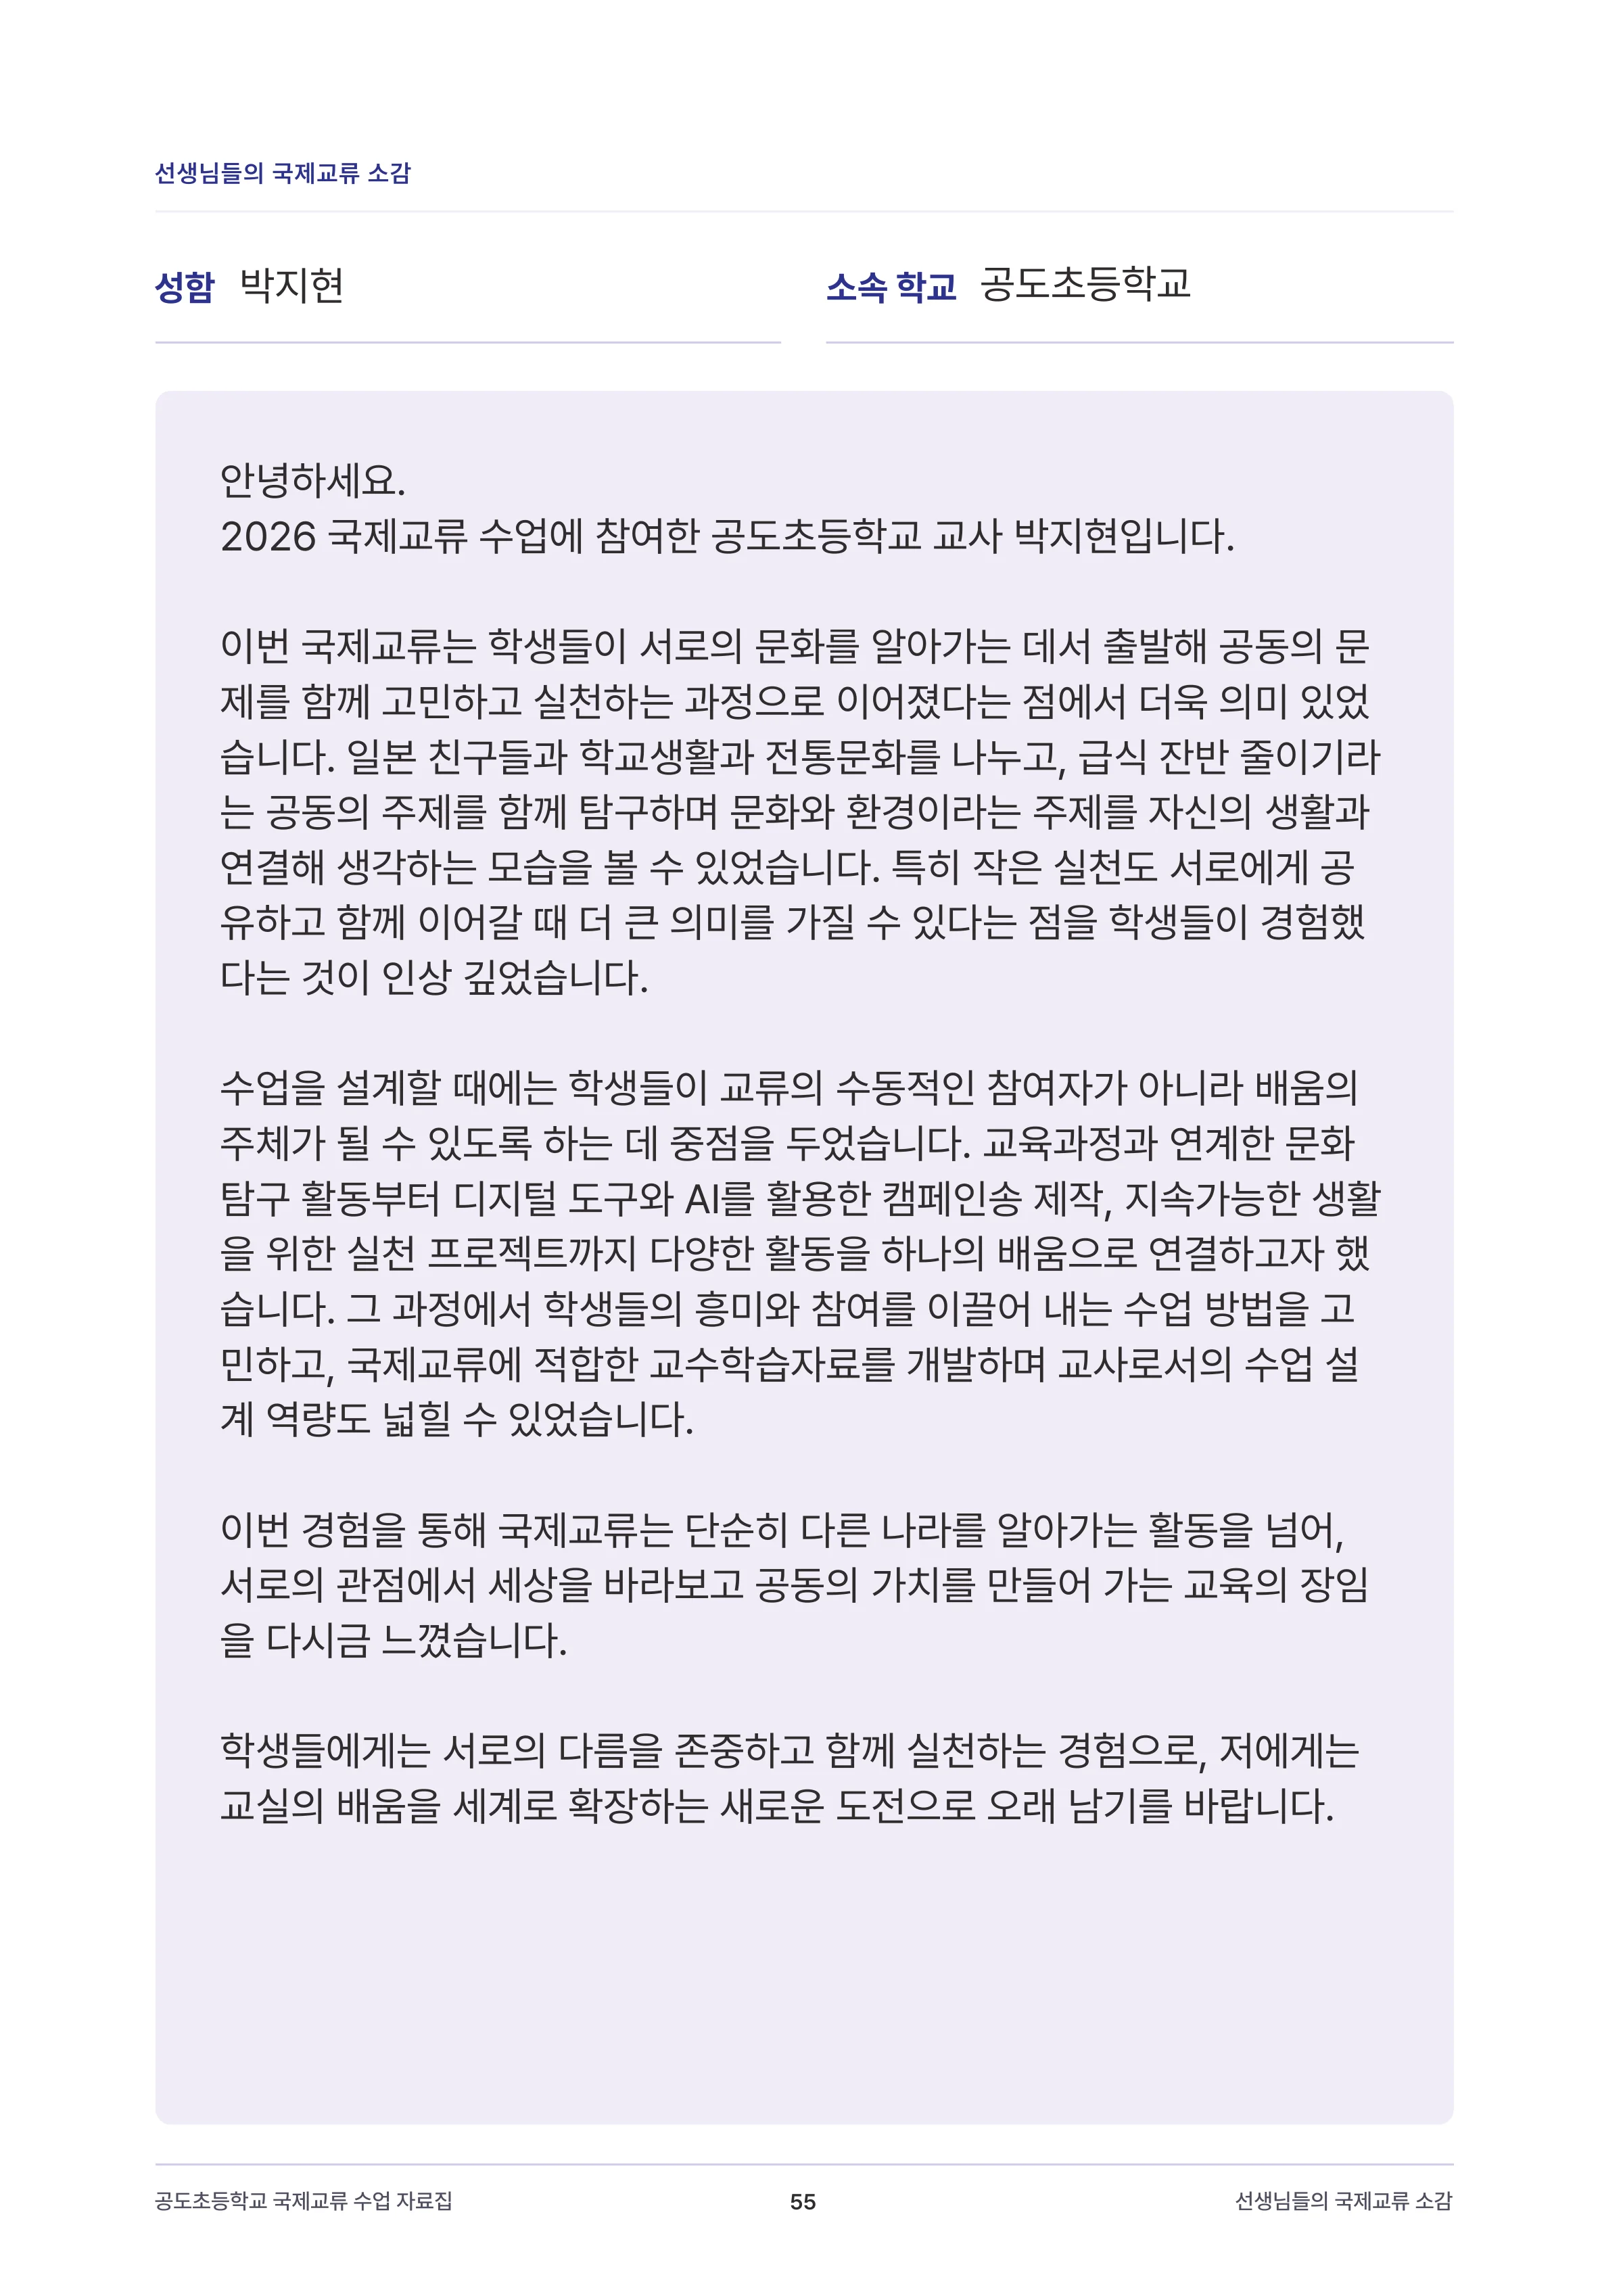 선생님들의 국제교류 소감
성함 박지현
소속 학교 공도초등학교
안녕하세요.
2026 국제교류 수업에 참여한 공도초등학교 교사 박지현입니다.
이번 국제교류는 학생들이 서로의 문화를 알아가는 데서 출발해 공동의 문
제를 함께 고민하고 실천하는 과정으로 이어졌다는 점에서 더욱 의미 있었
습니다. 일본 친구들과 학교생활과 전통문화를 나누고, 급식 잔반 줄이기라
는 공동의 주제를 함께 탐구하며 문화와 환경이라는 주제를 자신의 생활과
연결해 생각하는 모습을 볼 수 있었습니다. 특히 작은 실천도 서로에게 공
유하고 함께 이어갈 때 더 큰 의미를 가질 수 있다는 점을 학생들이 경험했
다는 것이 인상 깊었습니다.
수업을 설계할 때에는 학생들이 교류의 수동적인 참여자가 아니라 배움의
주체가 될 수 있도록 하는 데 중점을 두었습니다. 교육과정과 연계한 문화
탐구 활동부터 디지털 도구와 AI를 활용한 캠페인송 제작, 지속가능한 생활
을 위한 실천 프로젝트까지 다양한 활동을 하나의 배움으로 연결하고자 했
습니다. 그 과정에서 학생들의 흥미와 참여를 이끌어 내는 수업 방법을 고
민하고, 국제교류에 적합한 교수학습자료를 개발하며 교사로서의 수업 설
계 역량도 넓힐 수 있었습니다.
이번 경험을 통해 국제교류는 단순히 다른 나라를 알아가는 활동을 넘어,
서로의 관점에서 세상을 바라보고 공동의 가치를 만들어 가는 교육의 장임
을 다시금 느꼈습니다.
학생들에게는 서로의 다름을 존중하고 함께 실천하는 경험으로, 저에게는
교실의 배움을 세계로 확장하는 새로운 도전으로 오래 남기를 바랍니다.
공도초등학교 국제교류 수업 자료집
55
선생님들의 국제교류 소감